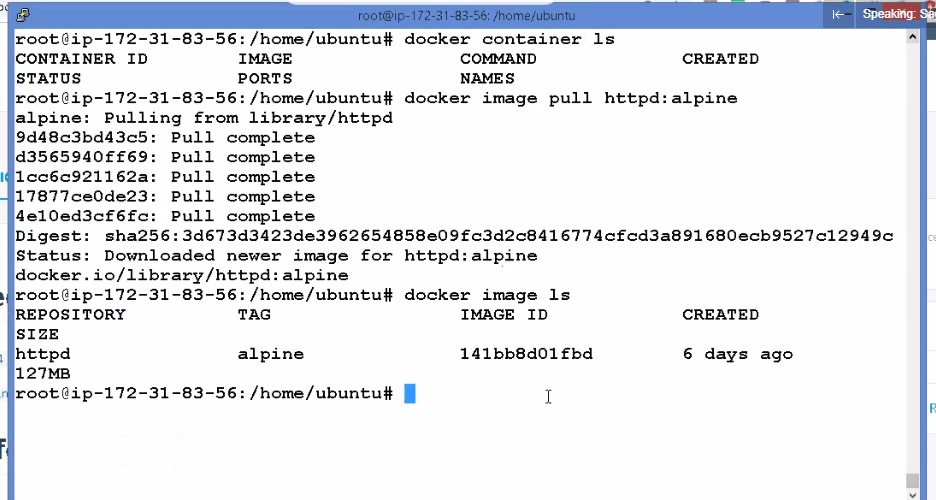 root@ip-172-31-83-56: /home/ubuntu
Speaking:
root@ip-172-31-83-56:/home/ubuntu# docker container ls
CONTAINER ID IMAGE COMMAND CREATED
STATUS PORTS NAMES
root@ip-172-31-83-56:/home/ubuntu# docker image pull httpd:alpine
alpine: Pulling from library/httpd
9d48c3bd43c5: Pull complete
d3565940ff69: Pull complete
1cc6c921162a: Pull complete
17877ce0de23: Pull complete
4e10ed3cf6fc: Pull complete
Digest: sha256:3d673d3423de3962654858e09fc3d2c8416774cfcd3a891680ecb9527c12949c
Status: Downloaded newer image for httpd:alpine
docker.io/library/httpd:alpine
root@ip-172-31-83-56:/home/ubuntu# docker image ls
REPOSITORY TAG IMAGE ID CREATED
SIZE
httpd alpine 141bb8d01fbd 6 days ago
127MB
root@ip-172-31-83-56:/home/ubuntu#